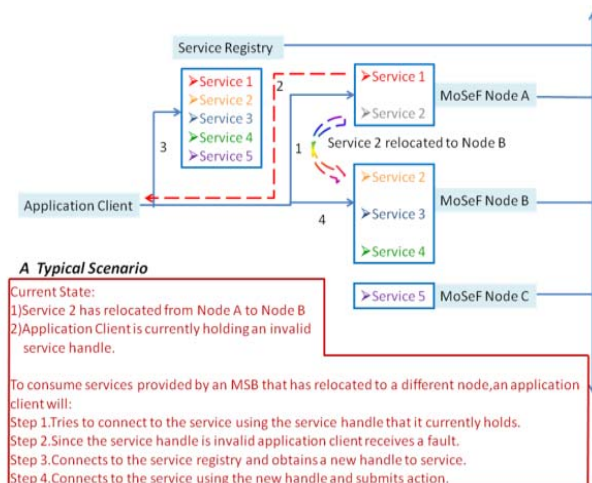 Service Registry
➢Service 1
➢Service 2
➢Service 3
➢Service 4
➢Service 5
2
➢Service 1
➢Service 2
MoSeF Node A
3
1
Service 2 relocated to Node B
➢Service 2
➢Service 3
➢Service 4
MoSeF Node B
Application Client
4
➢Service 5
MoSeF Node C
A Typical Scenario
Current State:
1)Service 2 has relocated from Node A to Node B
2)Application Client is currently holding an invalid
service handle.
To consume services provided by an MSB that has relocated to a different node,an application
client will:
Step 1.Tries to connect to the service using the service handle that it currently holds.
Step 2.Since the service handle is invalid application client receives a fault.
Step 3.Connects to the service registry and obtains a new handle to service.
Step 4.Connects to the service using the new handle and submits action.